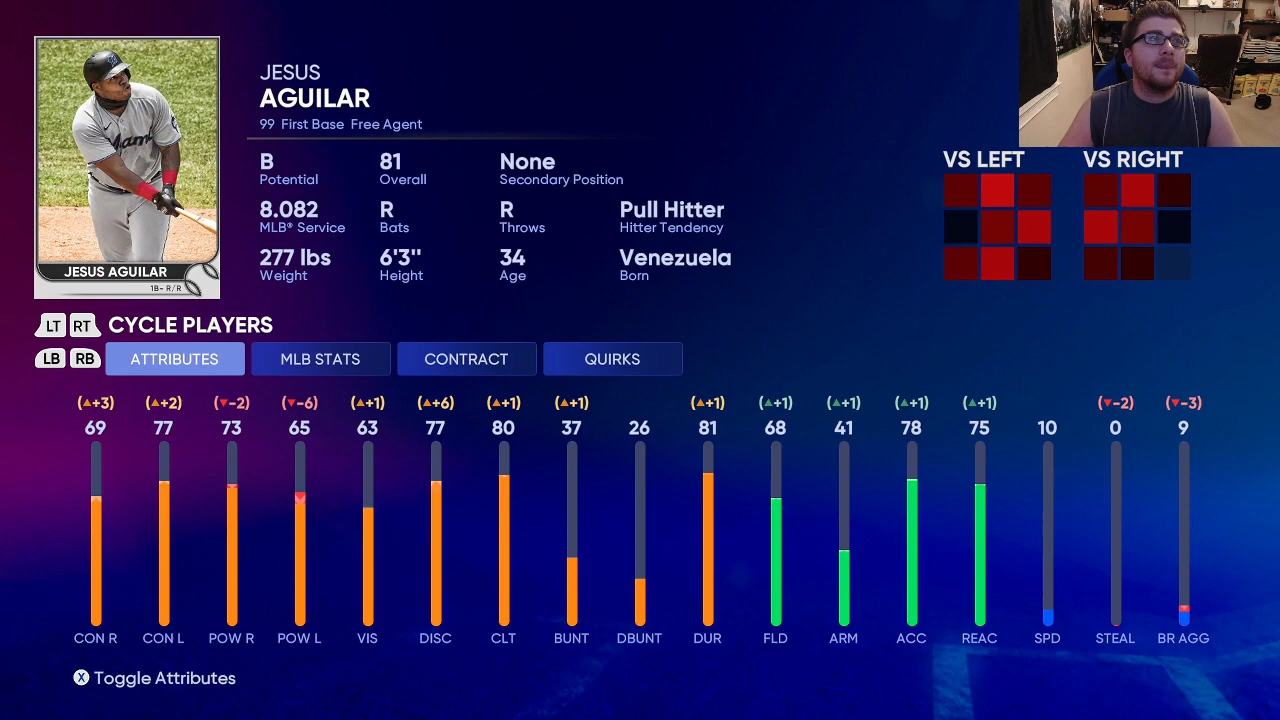 JESUS
AGUILAR
99 First Base Free Agent
B 81 None
Potential Overall Secondary Position
8.082 R R Pull Hitter
MLB® Service Bats Throws Hitter Tendency
277 lbs 6'3'' 34 Venezuela
Weight Height Age Born
VS LEFT VS RIGHT
Miami
JESUS AGUILAR
1B- R/R
LT RT CYCLE PLAYERS
LB RB ATTRIBUTES MLB STATS CONTRACT QUIRKS
(▲+3) (▲+2) (▼-2) (▼-6) (▲+1) (▲+6) (▲+1) (▲+1) (▲+1) (▲+1) (▲+1) (▲+1) (▲+1) (▼-2) (▼-3)
69 77 73 65 63 77 80 37 26 81 68 41 78 75 10 0 9
CON R CON L POW R POW L VIS DISC CLT BUNT DBUNT DUR FLD ARM ACC REAC SPD STEAL BR AGG
X Toggle Attributes